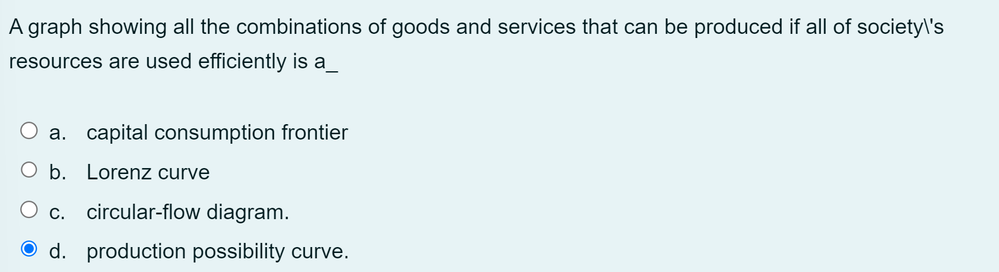 A graph showing all the combinations of goods and services that can be produced if all of society\'s
resources are used efficiently is a_
a. capital consumption frontier
b. Lorenz curve
c. circular-flow diagram.
d. production possibility curve.